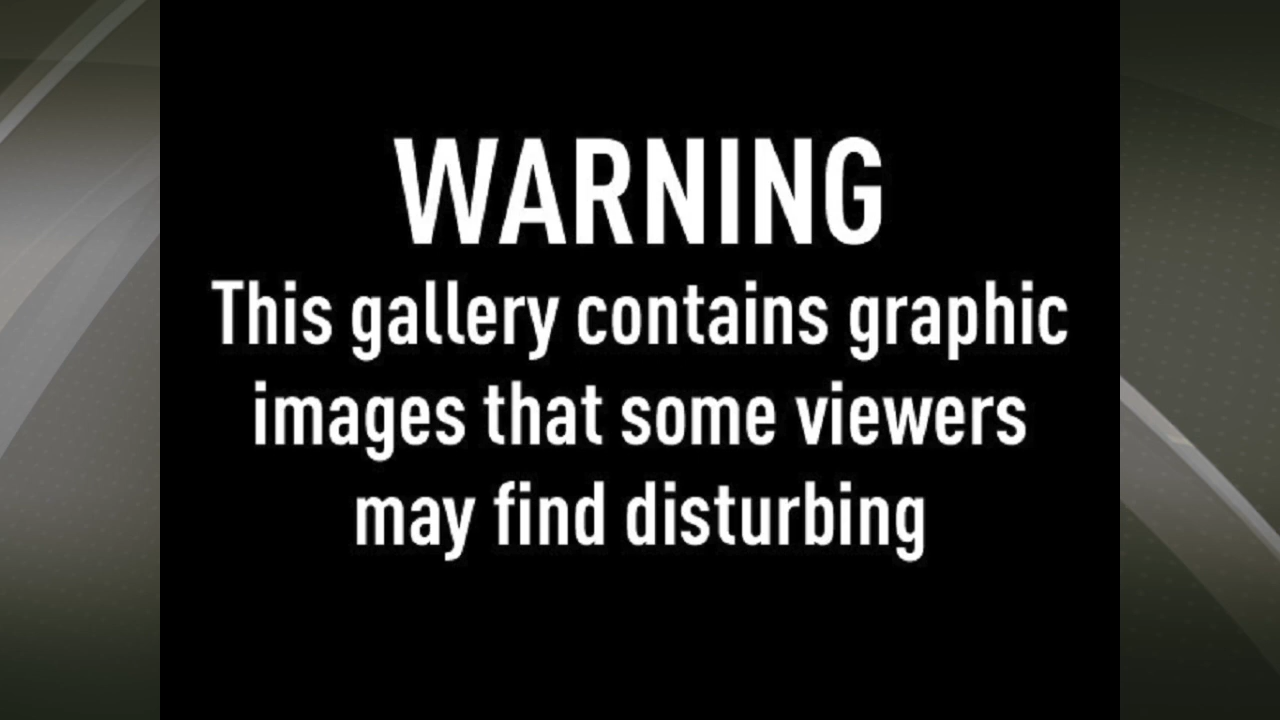 WARNING
This gallery contains graphic
images that some viewers
may find disturbing